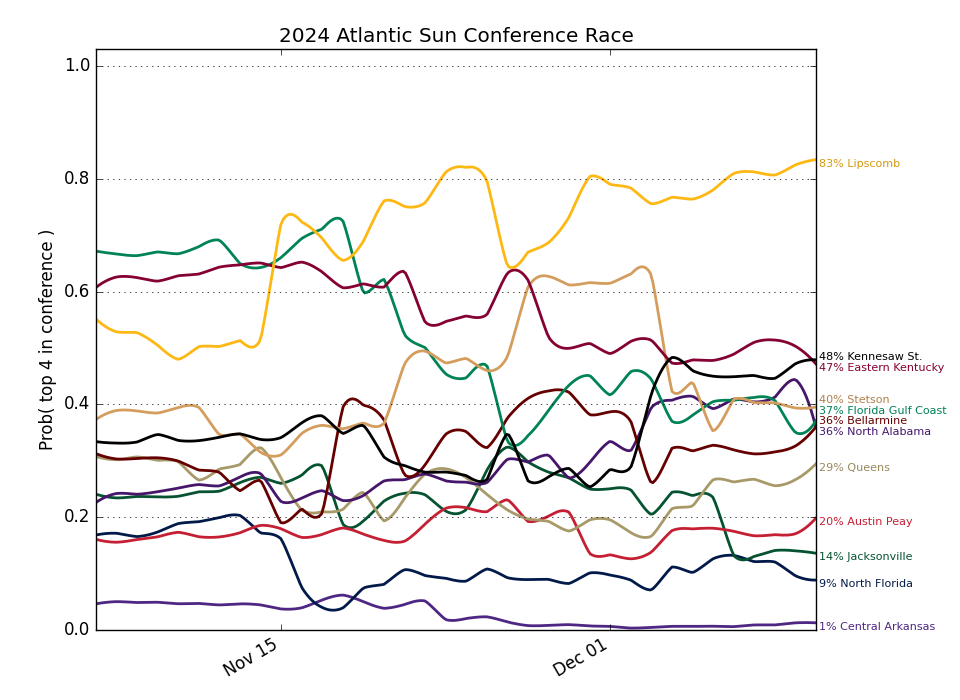 2024 Atlantic Sun Conference Race
Prob( top 4 in conference )
1.0
0.8
0.6
0.4
0.2
0.0
Nov 15
Dec 01
83% Lipscomb
48% Kennesaw St.
47% Eastern Kentucky
40% Stetson
37% Florida Gulf Coast
36% Bellarmine
36% North Alabama
29% Queens
20% Austin Peay
14% Jacksonville
9% North Florida
1% Central Arkansas